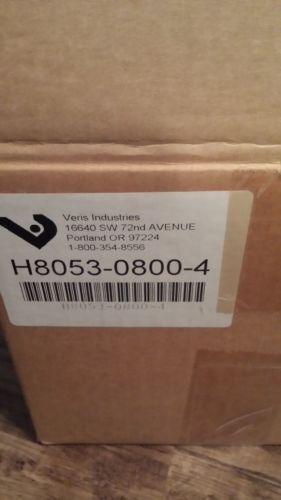 Veris Industries
16640 SW 72nd AVENUE
Portland OR 97224
1-800-354-8556
H8053-0800-4
H8053-0800-4